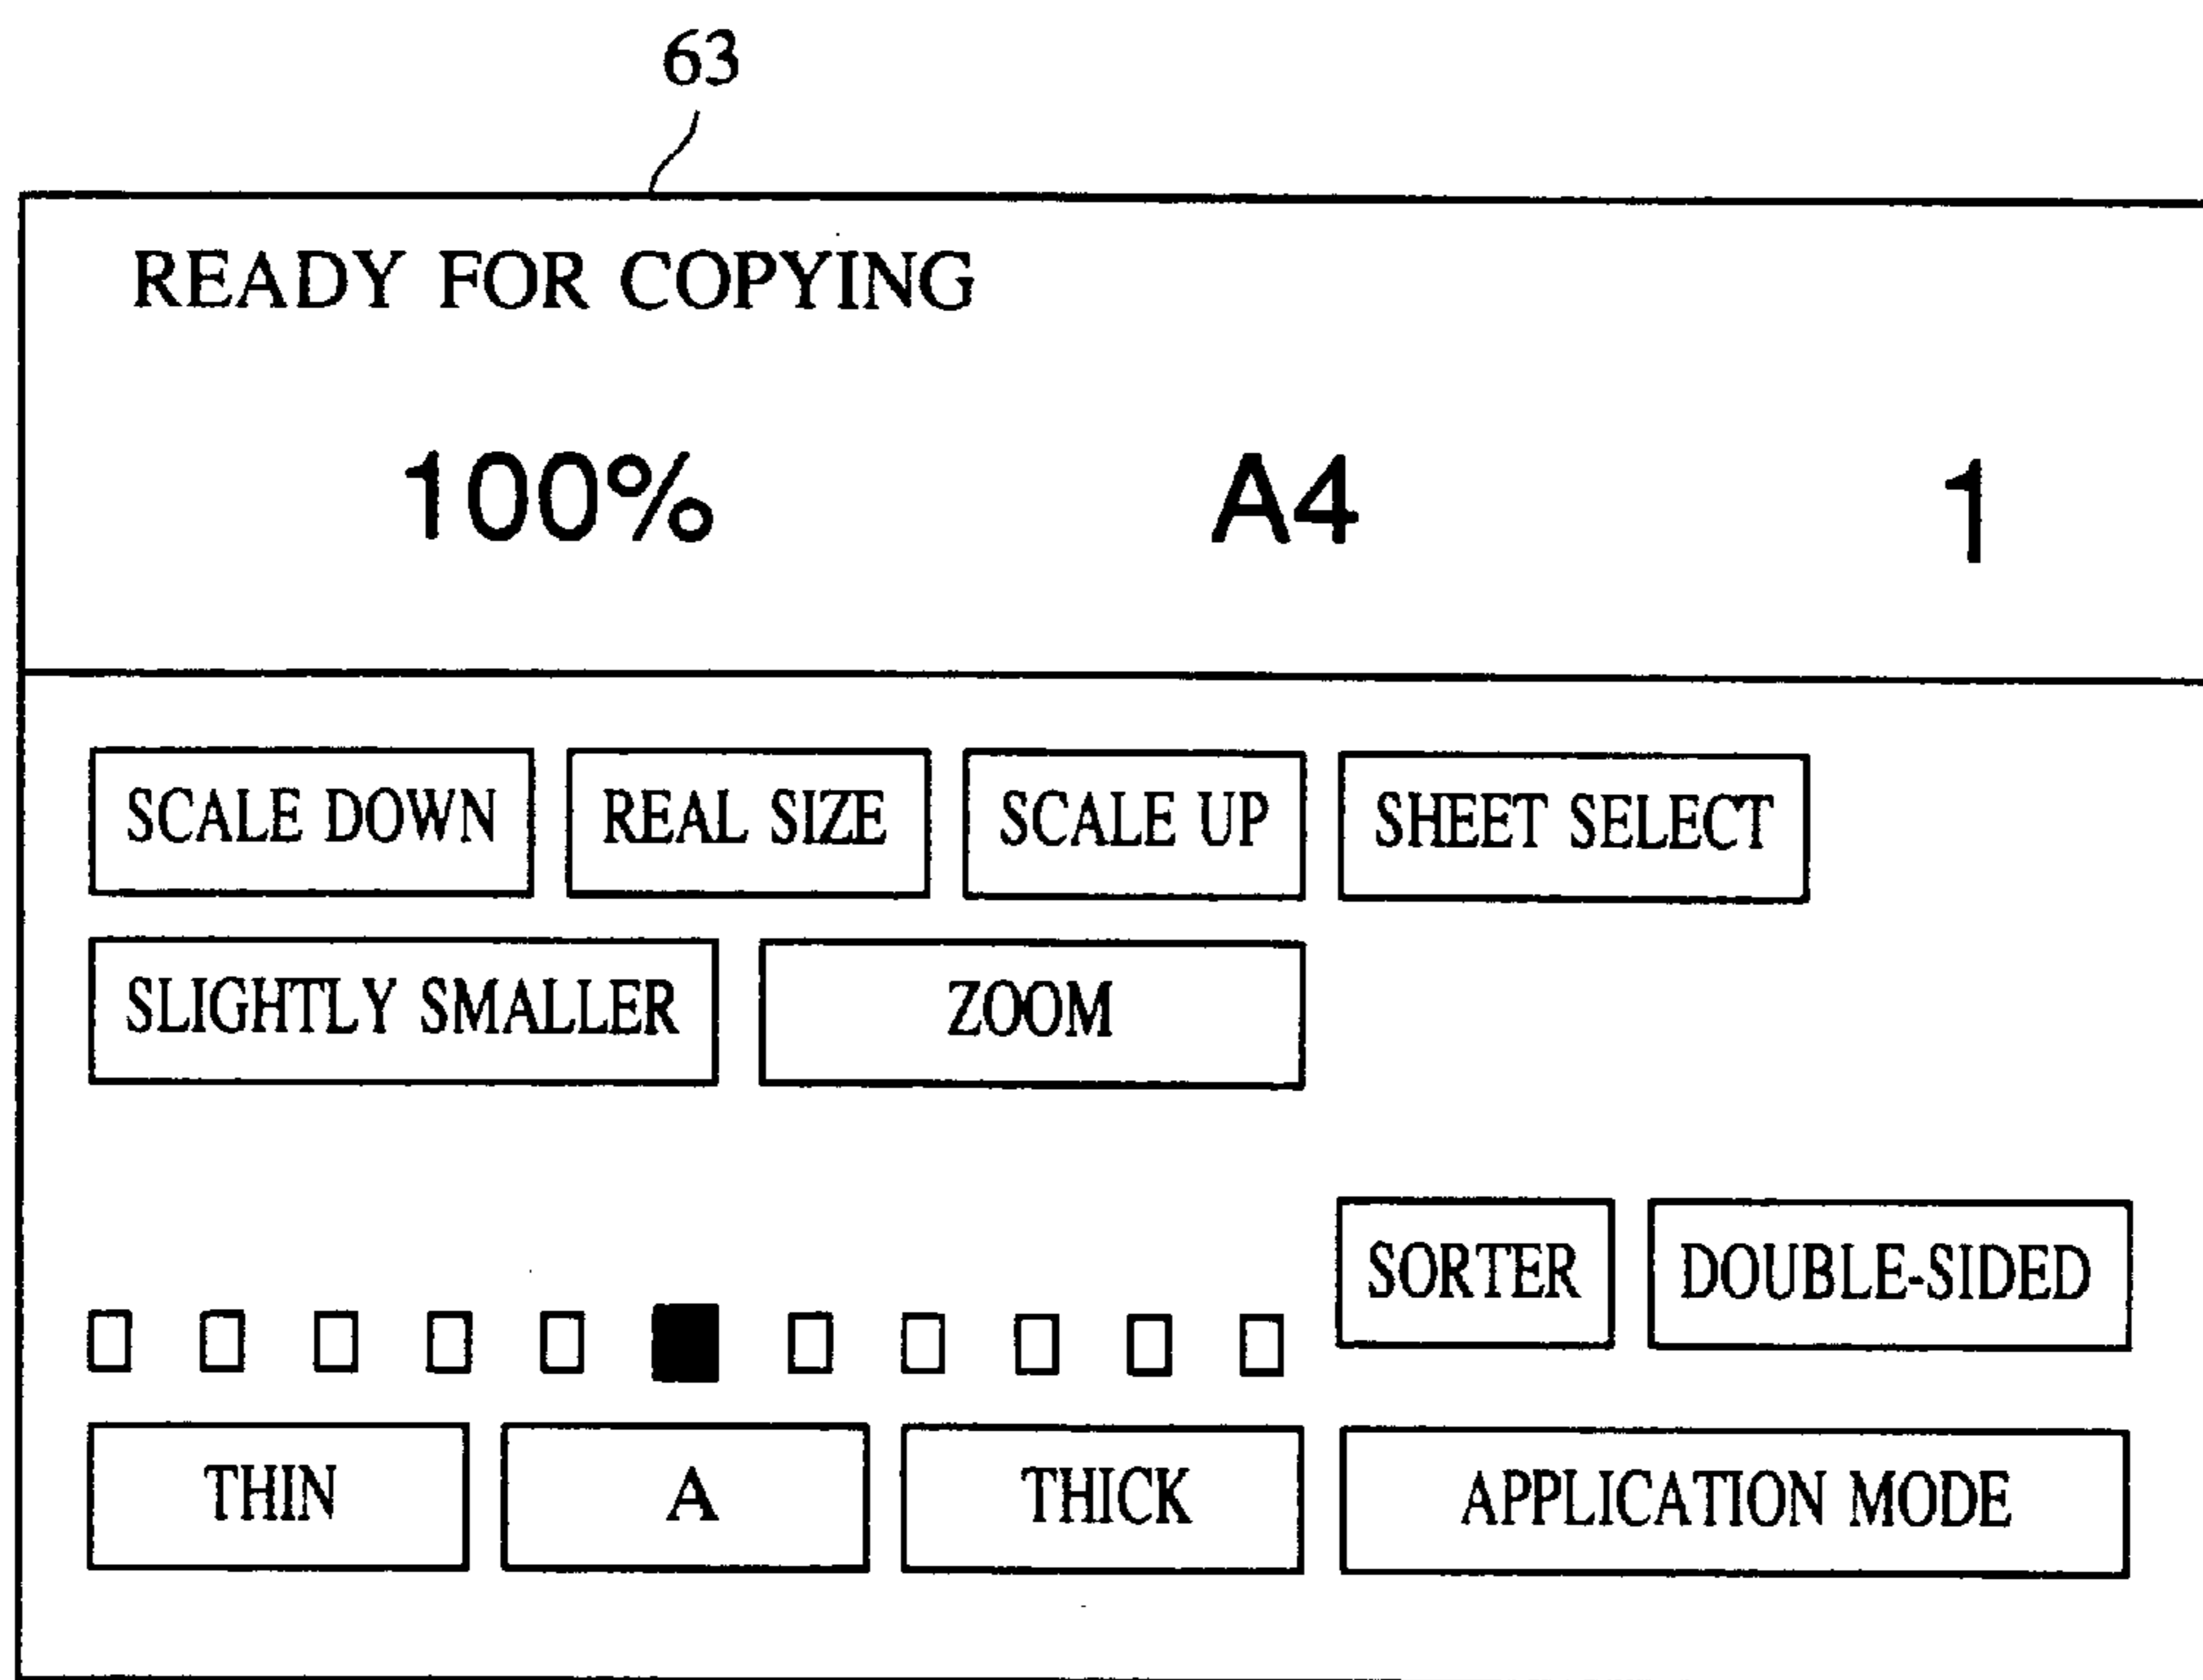 63
READY FOR COPYING
100% A4 1
SCALE DOWN REAL SIZE SCALE UP SHEET SELECT
SLIGHTLY SMALLER ZOOM
SORTER DOUBLE-SIDED
THIN A THICK APPLICATION MODE